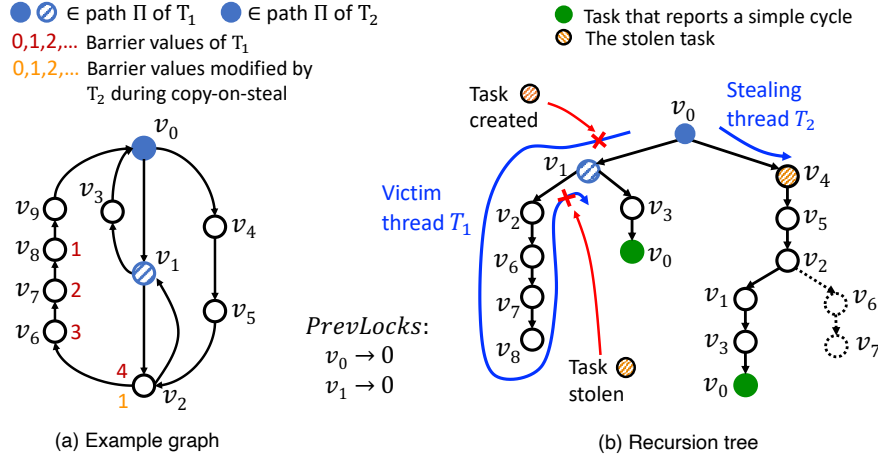 ∈ path Π of T₁ ∈ path Π of T₂
0,1,2,... Barrier values of T₁
0,1,2,... Barrier values modified by
T₂ during copy-on-steal
Task that reports a simple cycle
The stolen task
v₀
v₉
v₃
v₄
v₈ 1
v₁
v₇ 2
v₅
v₆ 3
4
1
v₂
(a) Example graph
PrevLocks:
v₀ → 0
v₁ → 0
Task
created
Stealing
thread T₂
v₀
v₁
v₄
Victim
thread T₁
v₂
v₃
v₅
v₆
v₀
v₂
v₇
v₁
v₆
v₈
v₃
v₇
Task
stolen
v₀
(b) Recursion tree